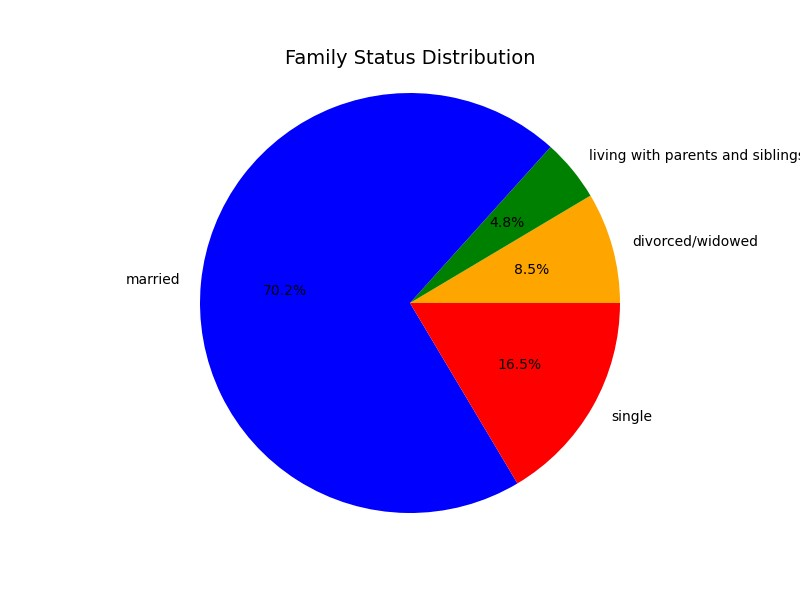 Family Status Distribution
living with parents and siblings
4.8%
divorced/widowed
8.5%
married
70.2%
16.5%
single